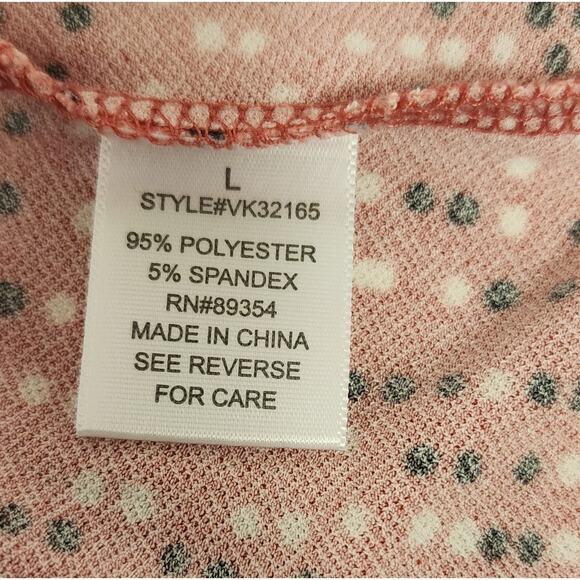 L
STYLE#VK32165
95% POLYESTER
5% SPANDEX
RN#89354
MADE IN CHINA
SEE REVERSE
FOR CARE